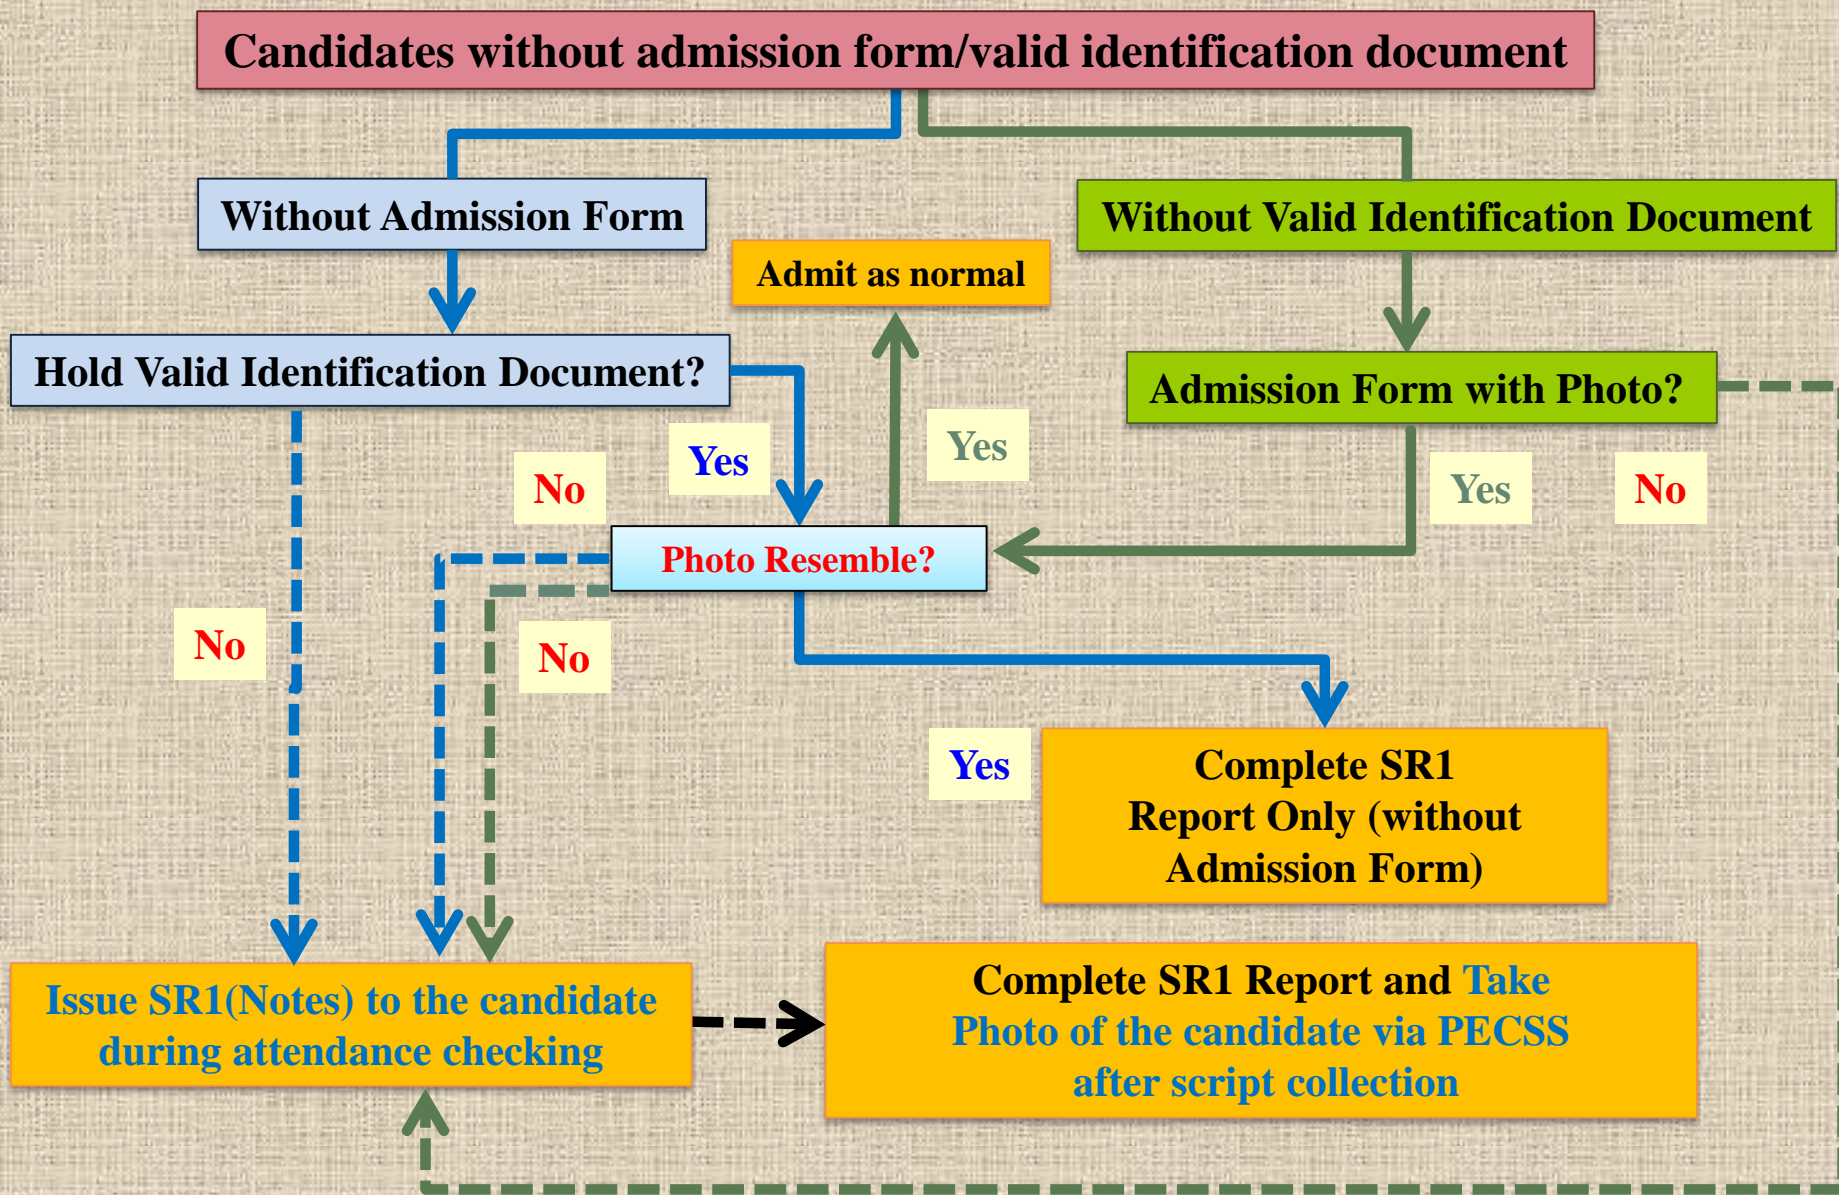 Candidates without admission form/valid identification document
Without Admission Form
Without Valid Identification Document
Admit as normal
Hold Valid Identification Document?
Admission Form with Photo?
Yes
Yes
No
Yes
No
Photo Resemble?
No
No
Yes
Complete SR1
Report Only (without
Admission Form)
Issue SR1(Notes) to the candidate
during attendance checking
Complete SR1 Report and Take
Photo of the candidate via PECSS
after script collection